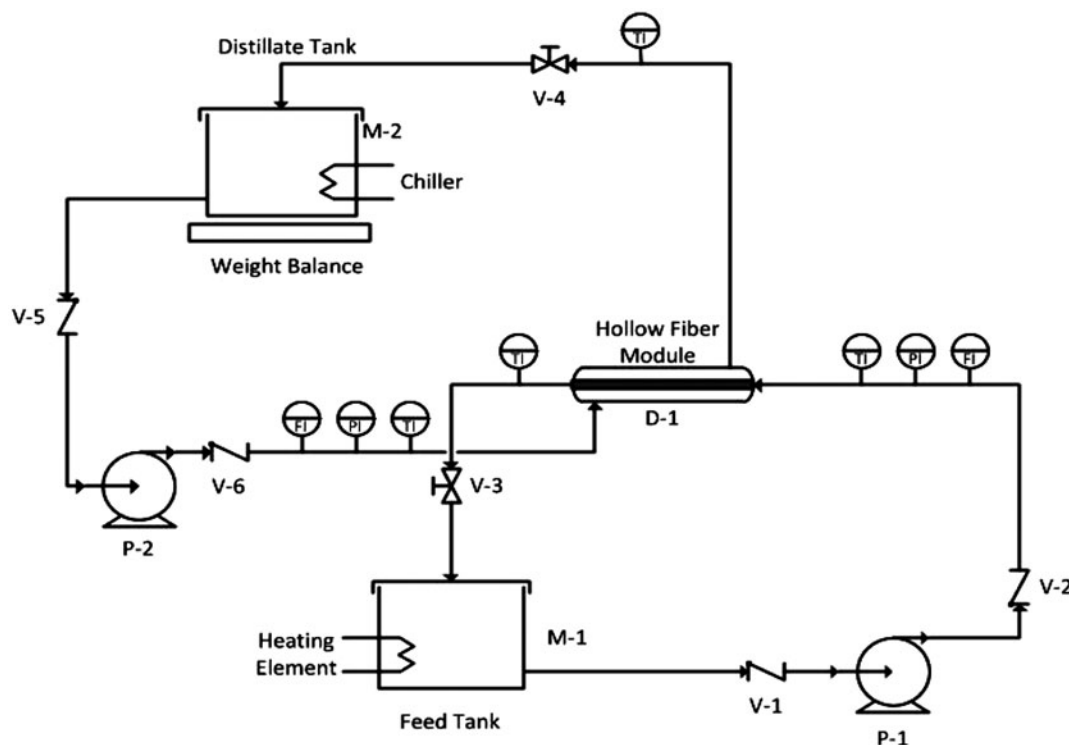 TI
Distillate Tank
V-4
M-2
Chiller
Weight Balance
V-5
Hollow Fiber
Module
TI
TI
PI
FI
D-1
FI
PI
TI
V-6
V-3
P-2
V-2
Heating
Element
M-1
Feed Tank
V-1
P-1